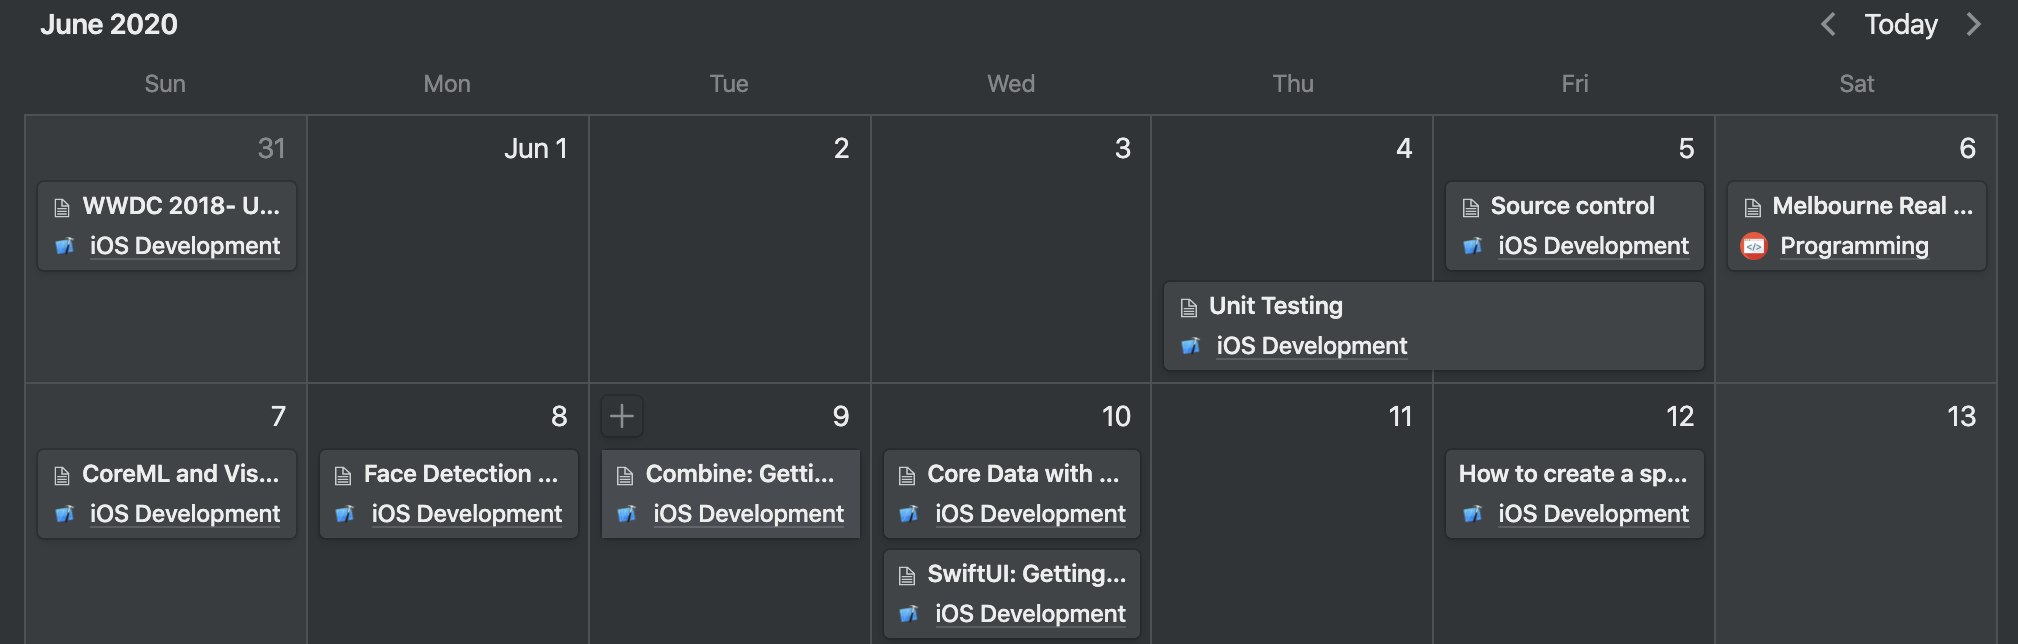 June 2020
Today
Sun Mon Tue Wed Thu Fri Sat
31 Jun 1 2 3 4 5 6
WWDC 2018- U...
iOS Development
Source control
iOS Development
Melbourne Real ...
Programming
Unit Testing
iOS Development
7 8 9 10 11 12 13
CoreML and Vis...
iOS Development
Face Detection ...
iOS Development
Combine: Getti...
iOS Development
Core Data with ...
iOS Development
How to create a sp...
iOS Development
SwiftUI: Getting...
iOS Development